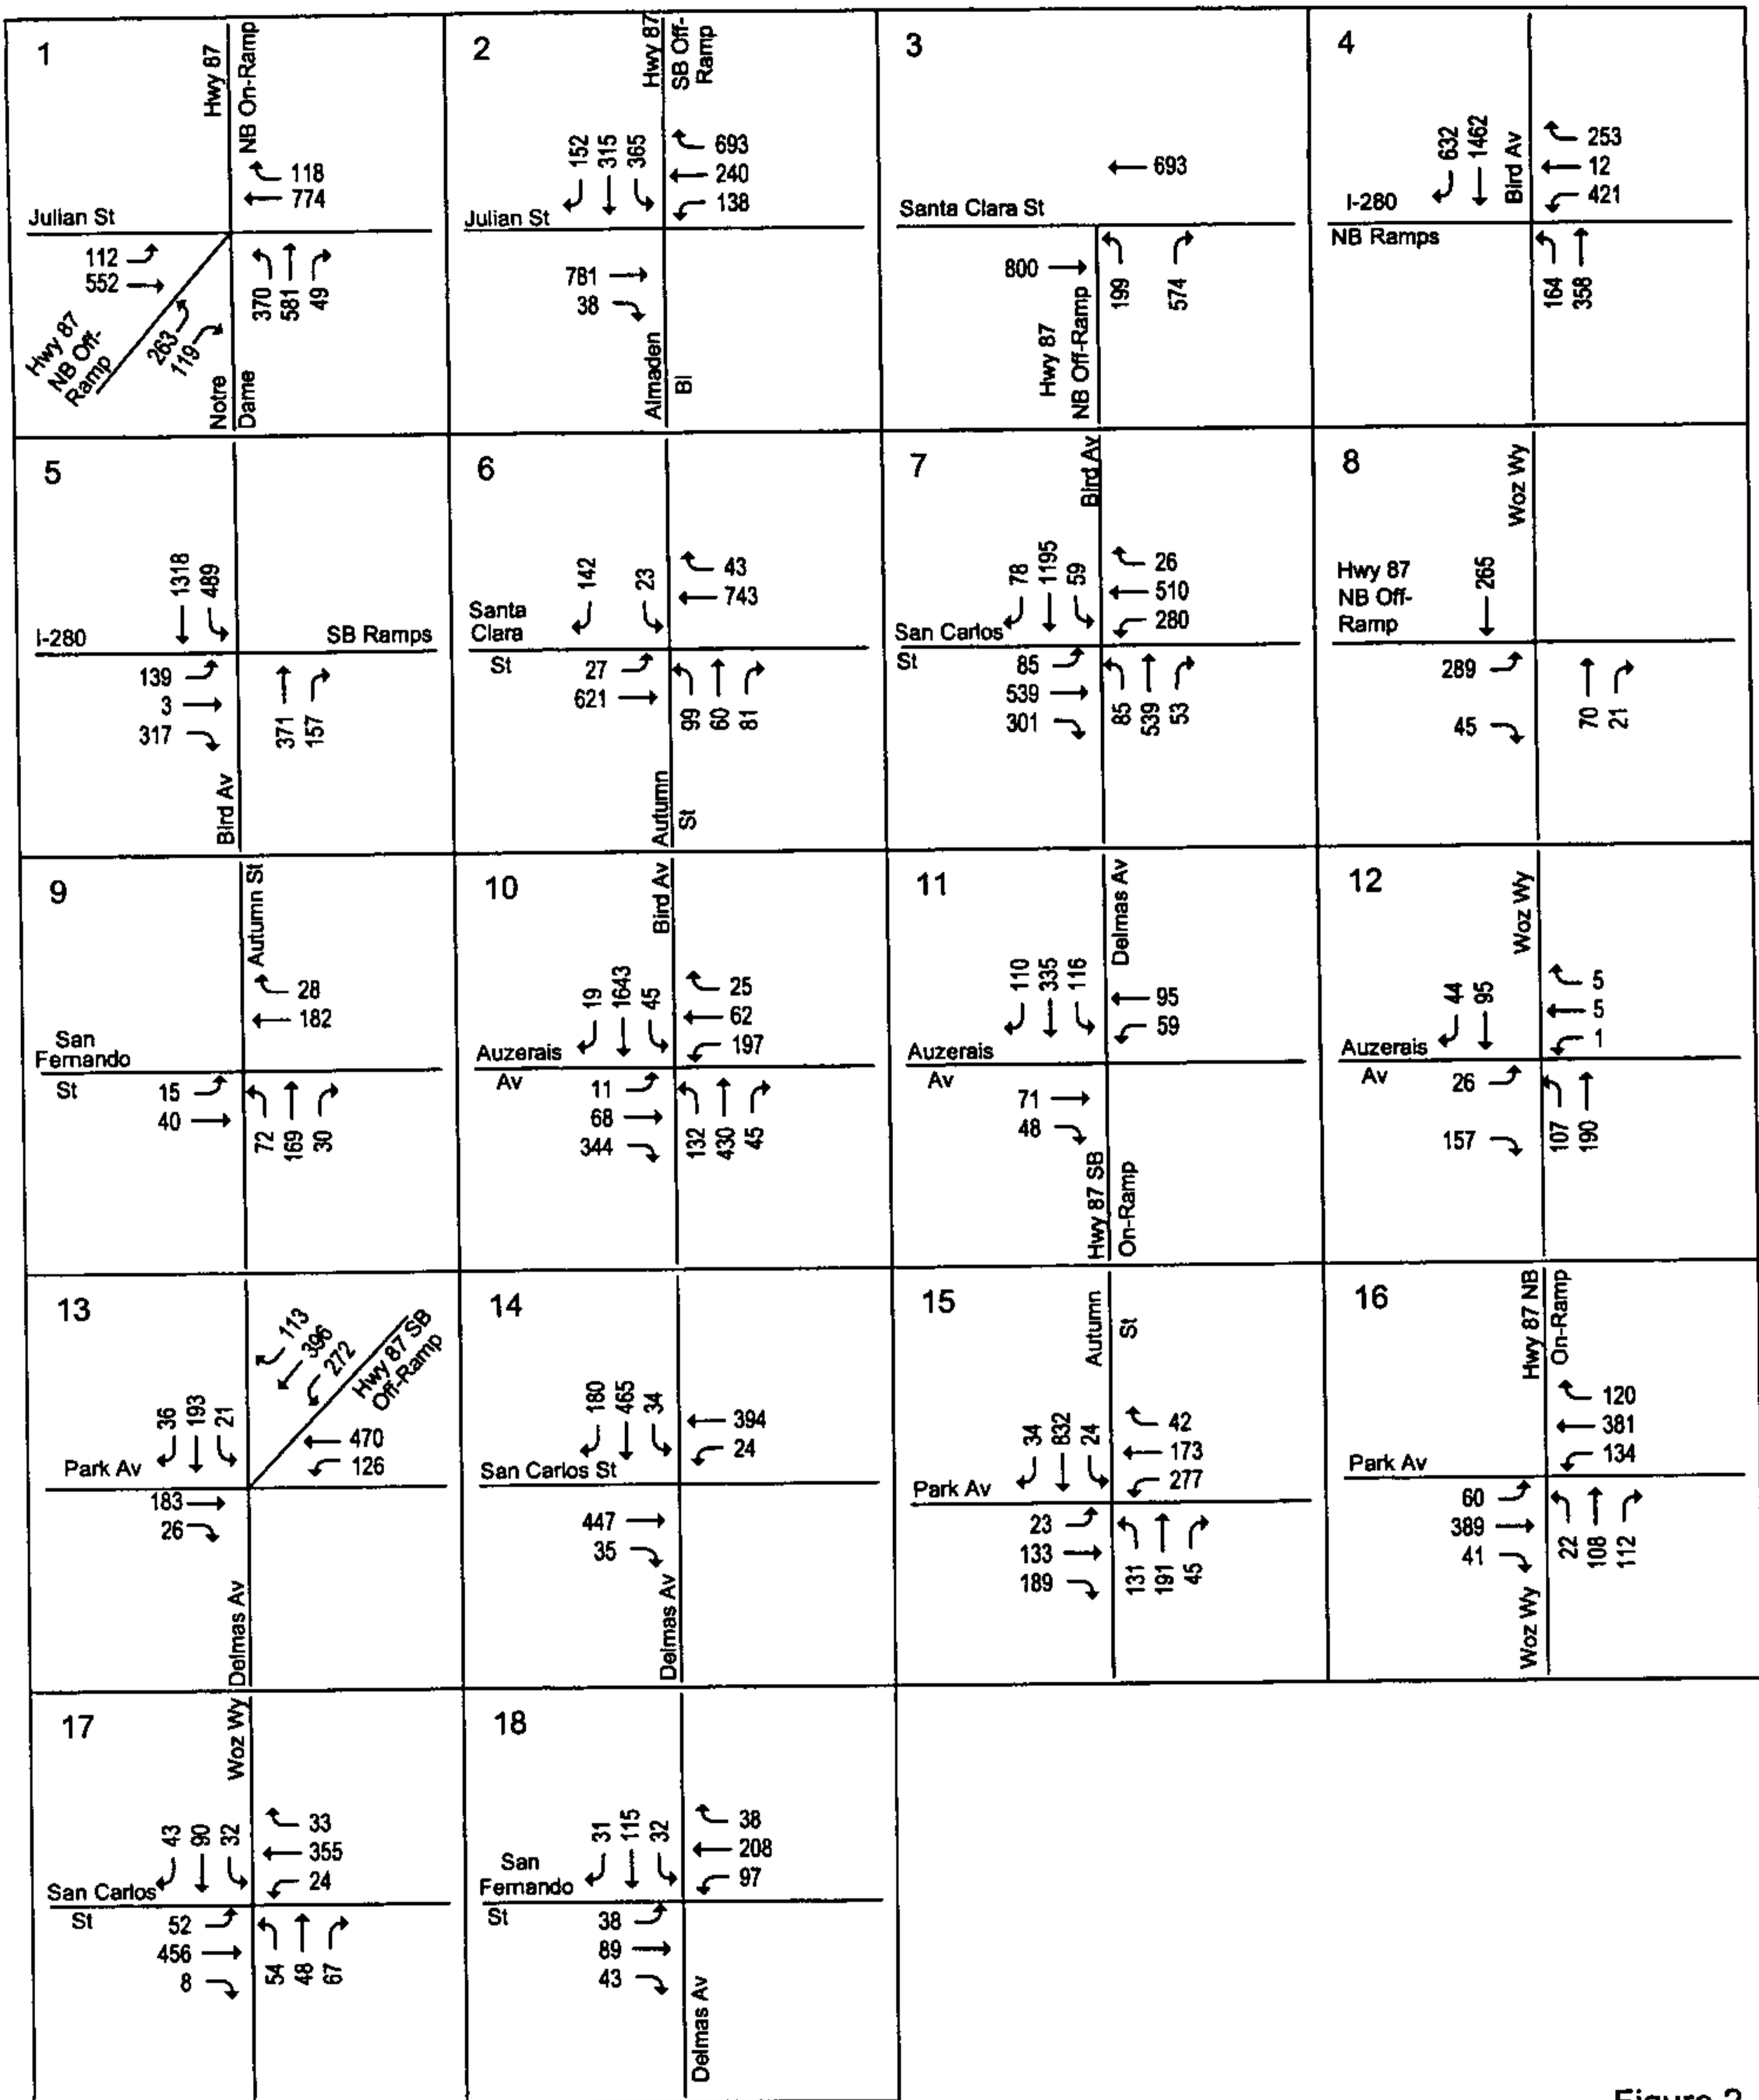 1
Hwy 87
NB On-Ramp
118
774
Julian St
112
552
370
581
49
263
119
Hwy 87
NB Off-
Ramp
Notre
Dame
2
Hwy 87
SB Off-
Ramp
152
315
365
693
240
138
Julian St
781
38
Almaden
Bl
3
693
Santa Clara St
800
199
574
Hwy 87
NB Off-Ramp
4
632
1462
Bird Av
253
12
421
I-280
NB Ramps
164
358
5
1318
489
I-280
SB Ramps
139
3
317
371
157
Bird Av
6
142
23
43
743
Santa
Clara
St
27
621
99
60
81
Autumn
St
7
Bird Av
78
1195
59
26
510
280
San Carlos
St
85
539
301
85
539
53
8
Woz Wy
Hwy 87
NB Off-
Ramp
265
289
45
70
21
9
Autumn St
28
182
San
Fernando
St
15
40
72
169
30
10
Bird Av
19
1643
45
25
62
197
Auzerais
Av
11
68
344
132
430
45
11
Delmas Av
110
335
116
95
59
Auzerais
Av
71
48
Hwy 87 SB
On-Ramp
12
Woz Wy
44
95
5
5
1
Auzerais
Av
26
157
107
190
13
113
396
272
Hwy 87 SB
Off-Ramp
36
193
21
470
126
Park Av
183
26
Delmas Av
14
180
465
34
394
24
San Carlos St
447
35
Delmas Av
15
Autumn
St
34
832
24
42
173
277
Park Av
23
133
189
131
191
45
16
Hwy 87 NB
On-Ramp
120
381
134
Park Av
60
389
41
22
108
112
Woz Wy
17
Woz Wy
43
90
32
33
355
24
San Carlos
St
52
456
8
54
48
67
18
31
115
32
38
208
97
San
Fernando
St
38
89
43
Delmas Av